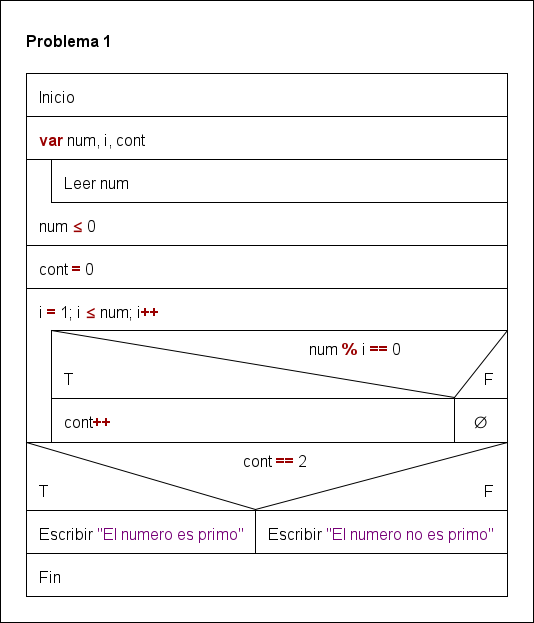 Problema 1
Inicio
var num, i, cont
Leer num
num ≤ 0
cont = 0
i = 1; i ≤ num; i++
num % i == 0
T F
cont++ ∅
cont == 2
T F
Escribir "El numero es primo" Escribir "El numero no es primo"
Fin